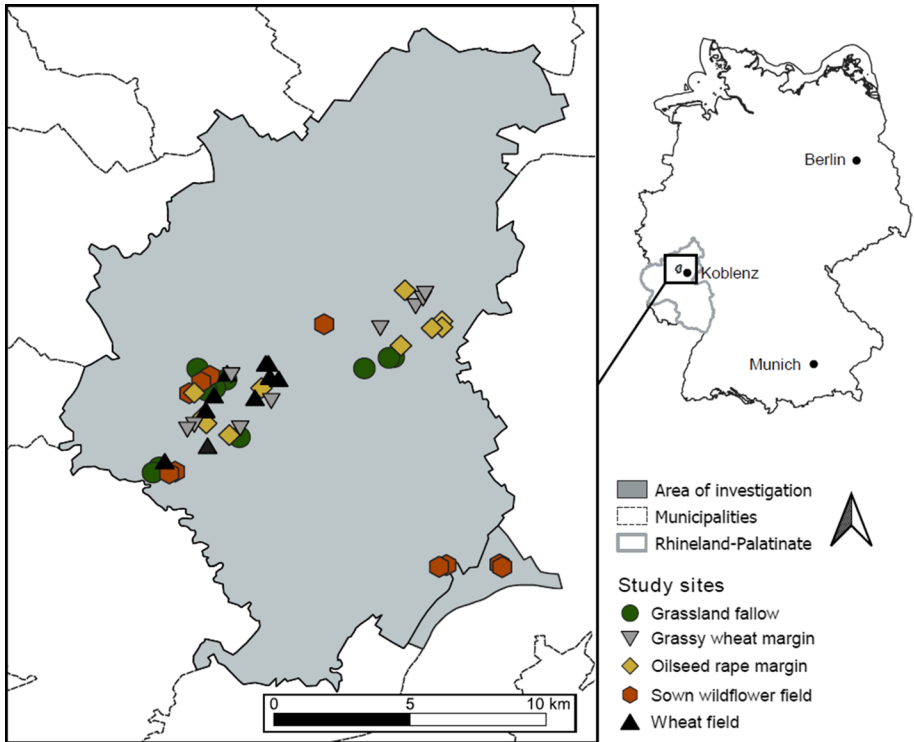 Berlin
Koblenz
Munich
Area of investigation
Municipalities
Rhineland-Palatinate
Study sites
Grassland fallow
Grassy wheat margin
Oilseed rape margin
Sown wildflower field
Wheat field
0 5 10 km